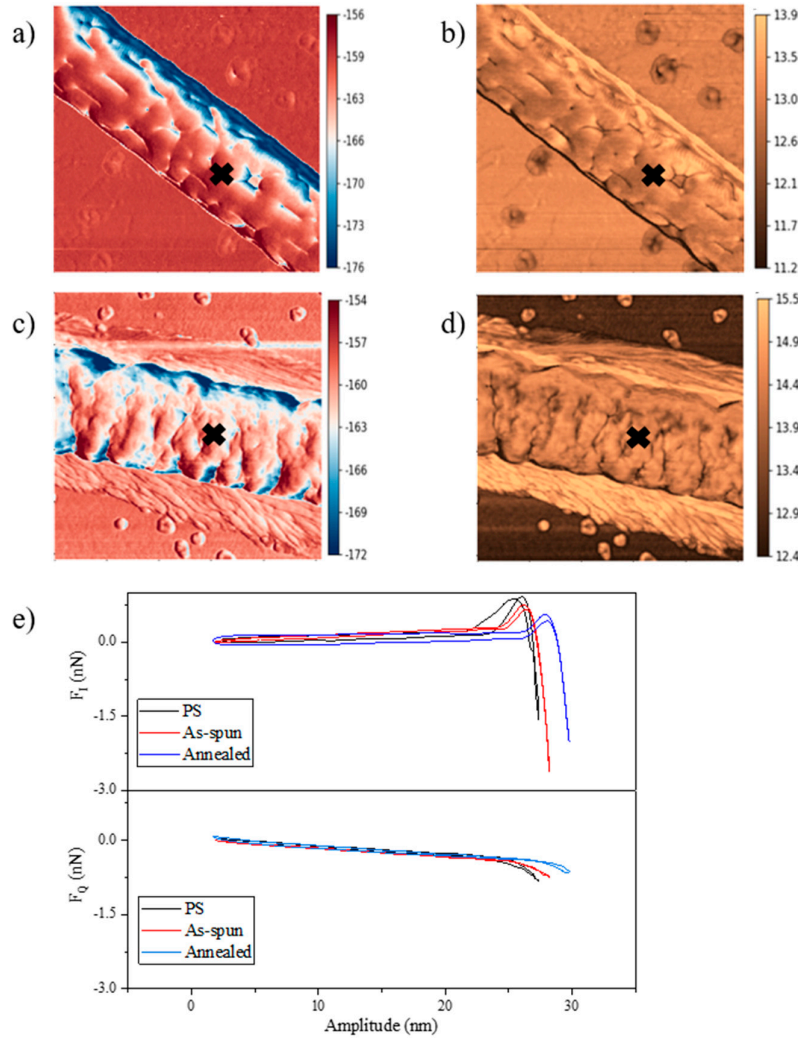 a)
-156
-159
-163
-166
-170
-173
-176
b)
13.9
13.5
13.0
12.6
12.1
11.7
11.2
c)
-154
-157
-160
-163
-166
-169
-172
d)
15.5
14.9
14.4
13.9
13.4
12.9
12.4
e)
0.0
-1.5
-3.0
F_I (nN)
PS
As-spun
Annealed
0.0
-1.5
-3.0
F_Q (nN)
PS
As-spun
Annealed
0 10 20 30
Amplitude (nm)